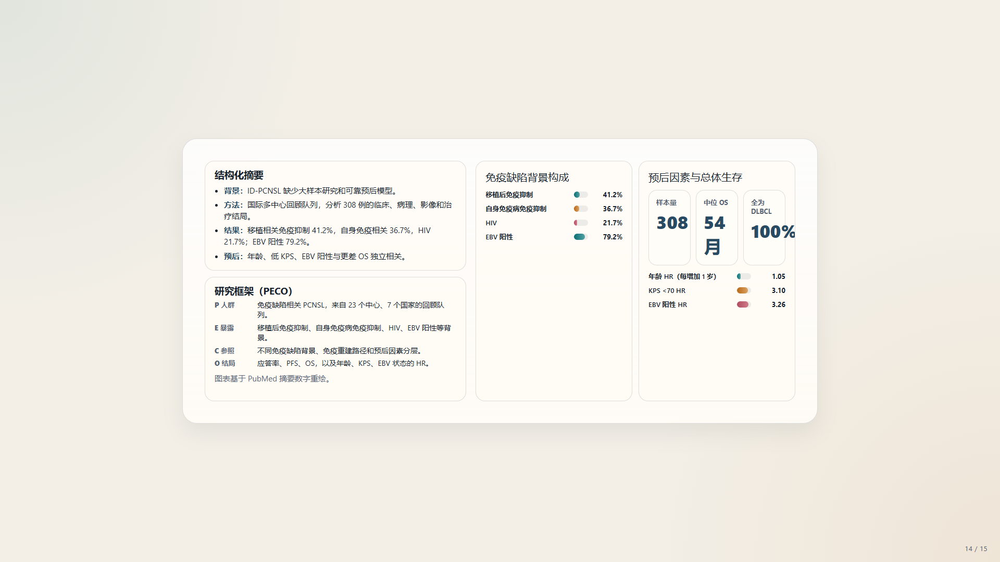 结构化摘要
• 背景：ID-PCNSL 缺少大样本研究和可靠预后模型。
• 方法：国际多中心回顾队列，分析 308 例的临床、病理、影像和治
疗结局。
• 结果：移植相关免疫抑制 41.2%，自身免疫相关 36.7%，HIV
21.7%；EBV 阳性 79.2%。
• 预后：年龄、低 KPS、EBV 阳性与更差 OS 独立相关。
研究框架（PECO）
P 人群 免疫缺陷相关 PCNSL，来自 23 个中心、7 个国家的回顾队
列。
E 暴露 移植后免疫抑制、自身免疫病免疫抑制、HIV、EBV 阳性等背
景。
C 参照 不同免疫缺陷背景、免疫重建路径和预后因素分层。
O 结局 应答率、PFS、OS，以及年龄、KPS、EBV 状态的 HR。
图表基于 PubMed 摘要数字重绘。
免疫缺陷背景构成
移植后免疫抑制 41.2%
自身免疫病免疫抑制 36.7%
HIV 21.7%
EBV 阳性 79.2%
预后因素与总体生存
样本量
308
中位 OS
54
月
全为
DLBCL
100%
年龄 HR（每增加 1 岁） 1.05
KPS <70 HR 3.10
EBV 阳性 HR 3.26
14 / 15